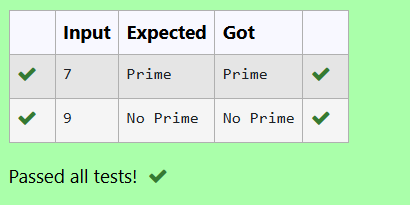 Input Expected Got
7 Prime Prime
9 No Prime No Prime
Passed all tests!